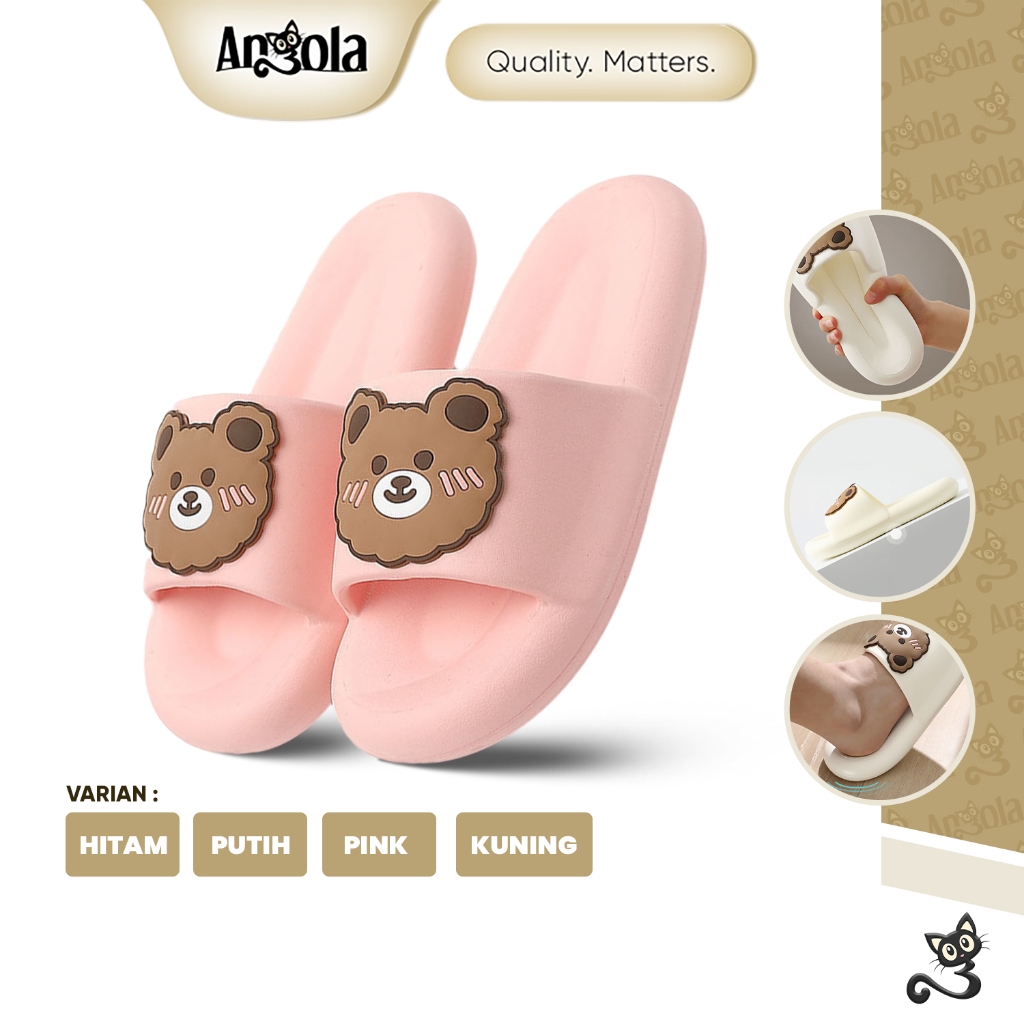 Angola
Quality. Matters.
VARIAN :
HITAM
PUTIH
PINK
KUNING